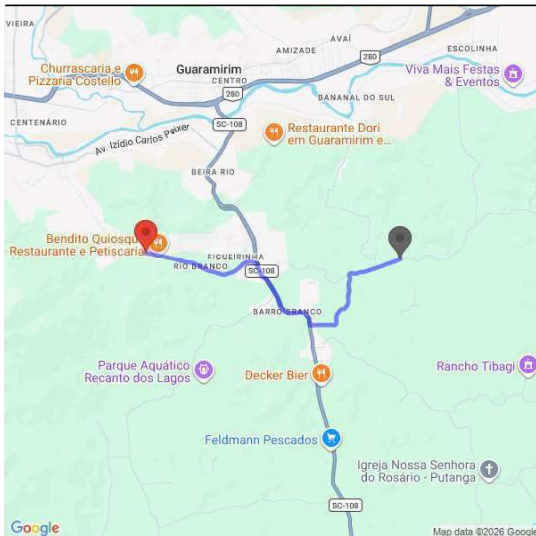 VIEIRA
AVAÍ
AMIZADE
ESCOLINHA
280
Churrascaria e
Pizzaria Costello
Guaramirim
CENTRO
280
Viva Mais Festas
& Eventos
BANANAL DO SUL
CENTENÁRIO
SC-108
Av. Izídio Carlos Peixer
Restaurante Dori
em Guaramirim e...
BEIRA RIO
Bendito Quiosqu
Restaurante e Petiscaria
FIGUEIRINHA
RIO BRANCO
SC-108
BARRO BRANCO
Parque Aquático
Recanto dos Lagos
Decker Bier
Rancho Tibagi
Feldmann Pescados
Igreja Nossa Senhora
do Rosário - Putanga
SC-108
Google
Map data ©2026 Google